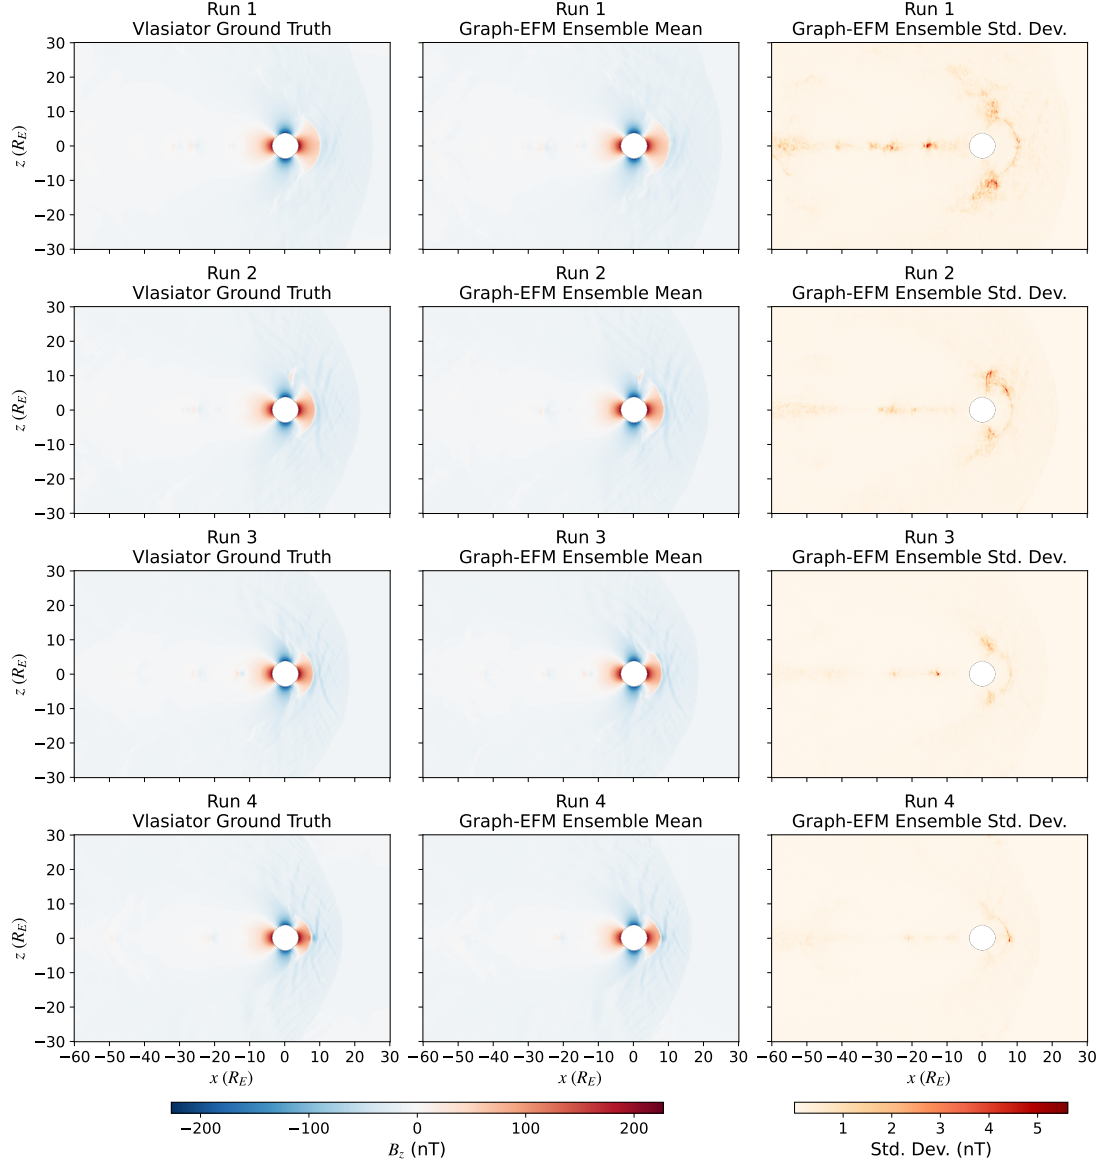 Run 1
Vlasiator Ground Truth
Run 1
Graph-EFM Ensemble Mean
Run 1
Graph-EFM Ensemble Std. Dev.
30
20
10
0
−10
−20
−30
z (R_E)
Run 2
Vlasiator Ground Truth
Run 2
Graph-EFM Ensemble Mean
Run 2
Graph-EFM Ensemble Std. Dev.
30
20
10
0
−10
−20
−30
z (R_E)
Run 3
Vlasiator Ground Truth
Run 3
Graph-EFM Ensemble Mean
Run 3
Graph-EFM Ensemble Std. Dev.
30
20
10
0
−10
−20
−30
z (R_E)
Run 4
Vlasiator Ground Truth
Run 4
Graph-EFM Ensemble Mean
Run 4
Graph-EFM Ensemble Std. Dev.
30
20
10
0
−10
−20
−30
z (R_E)
−60 −50 −40 −30 −20 −10 0 10 20 30
x (R_E)
−60 −50 −40 −30 −20 −10 0 10 20 30
x (R_E)
−60 −50 −40 −30 −20 −10 0 10 20 30
x (R_E)
−200 −100 0 100 200
B_z (nT)
1 2 3 4 5
Std. Dev. (nT)